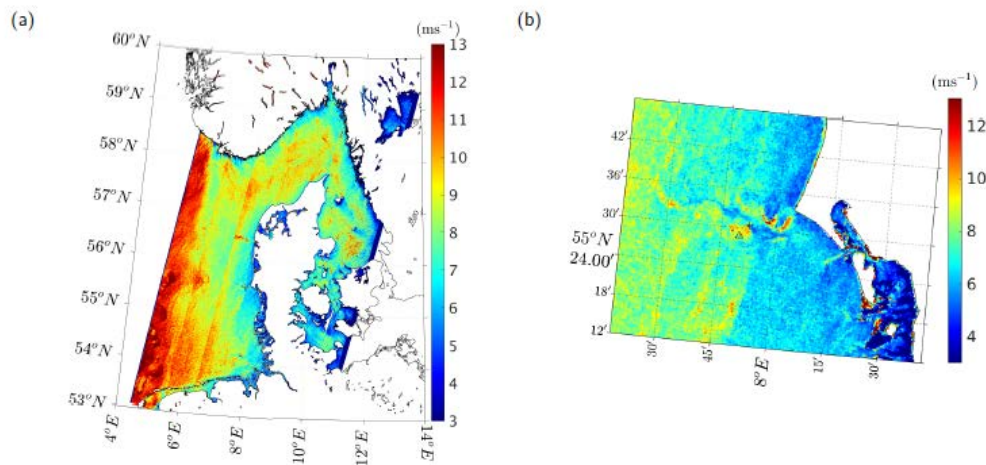 (a)
(ms⁻¹)
60°N
59°N
58°N
57°N
56°N
55°N
54°N
53°N
4°E
6°E
8°E
10°E
12°E
14°E
13
12
11
10
9
8
7
6
5
4
3
(b)
(ms⁻¹)
42'
36'
30'
55°N
24.00'
18'
12'
30'
45'
8°E
15'
30'
12
10
8
6
4